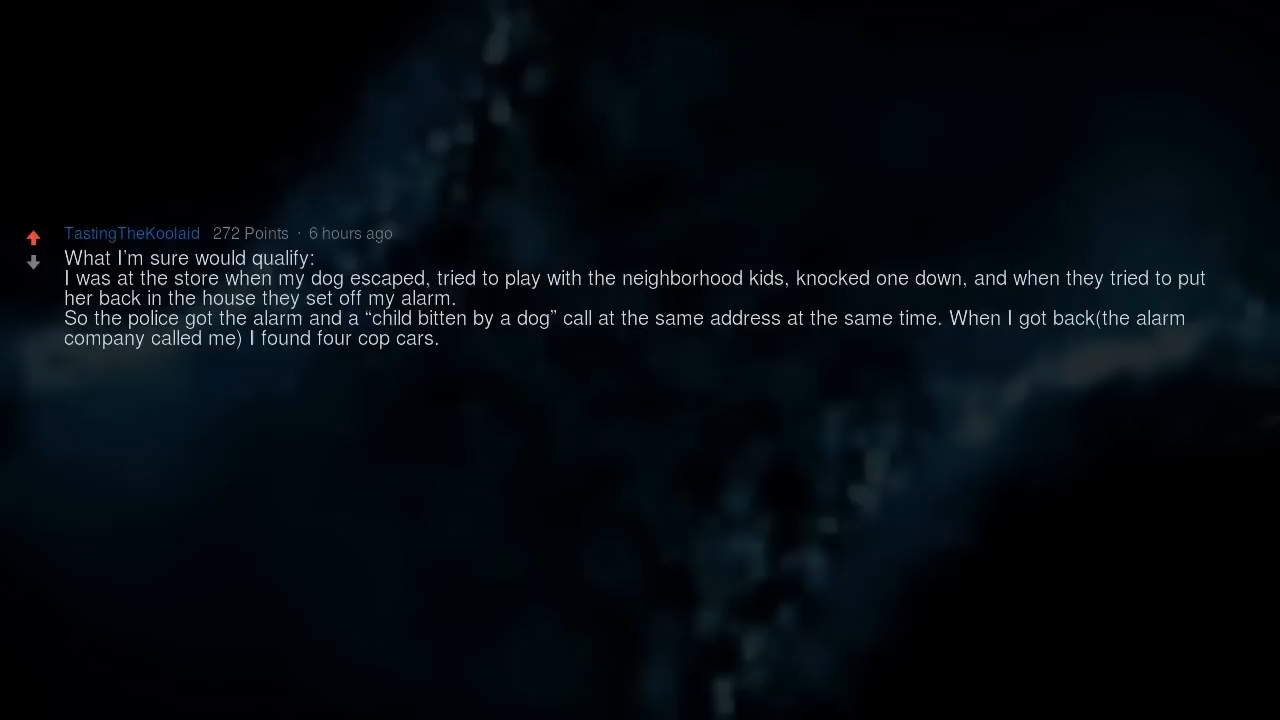 TastingTheKoolaid 272 Points · 6 hours ago
What I'm sure would qualify:
I was at the store when my dog escaped, tried to play with the neighborhood kids, knocked one down, and when they tried to put
her back in the house they set off my alarm.
So the police got the alarm and a “child bitten by a dog” call at the same address at the same time. When I got back(the alarm
company called me) I found four cop cars.